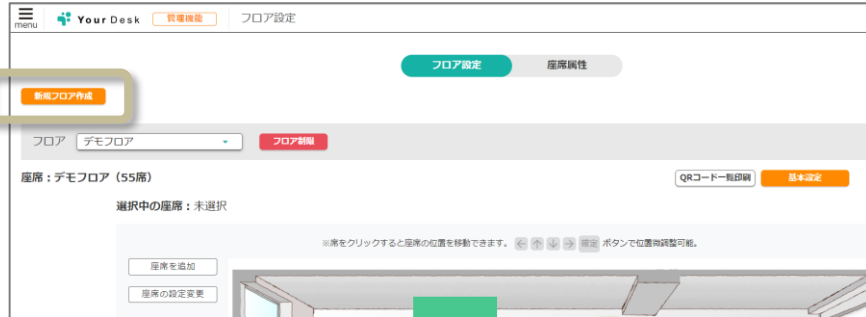 menu Your Desk 管理機能 フロア設定
フロア設定 座席属性
新規フロア作成
フロア デモフロア フロア制限
座席：デモフロア（55席） QRコード一覧印刷 基本設定
選択中の座席：未選択
※席をクリックすると座席の位置を移動できます。 ← ↑ ↓ → 確定 ボタンで位置微調整可能。
座席を追加
座席の設定変更